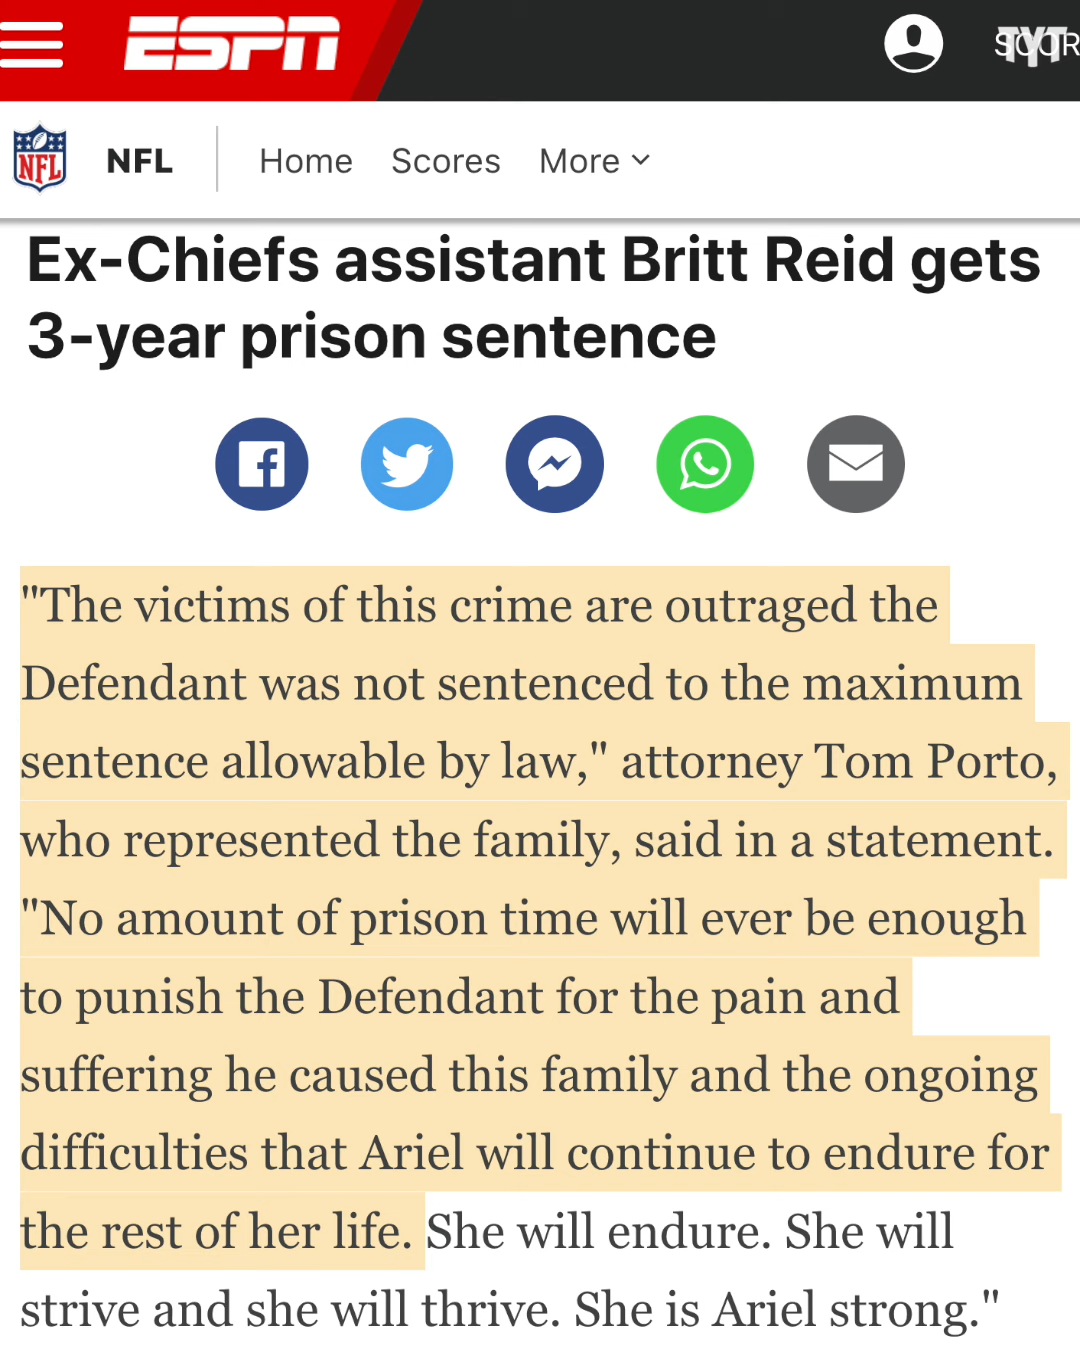 ESPN
TYT
NFL
NFL Home Scores More
Ex-Chiefs assistant Britt Reid gets
3-year prison sentence
"The victims of this crime are outraged the
Defendant was not sentenced to the maximum
sentence allowable by law," attorney Tom Porto,
who represented the family, said in a statement.
"No amount of prison time will ever be enough
to punish the Defendant for the pain and
suffering he caused this family and the ongoing
difficulties that Ariel will continue to endure for
the rest of her life. She will endure. She will
strive and she will thrive. She is Ariel strong."